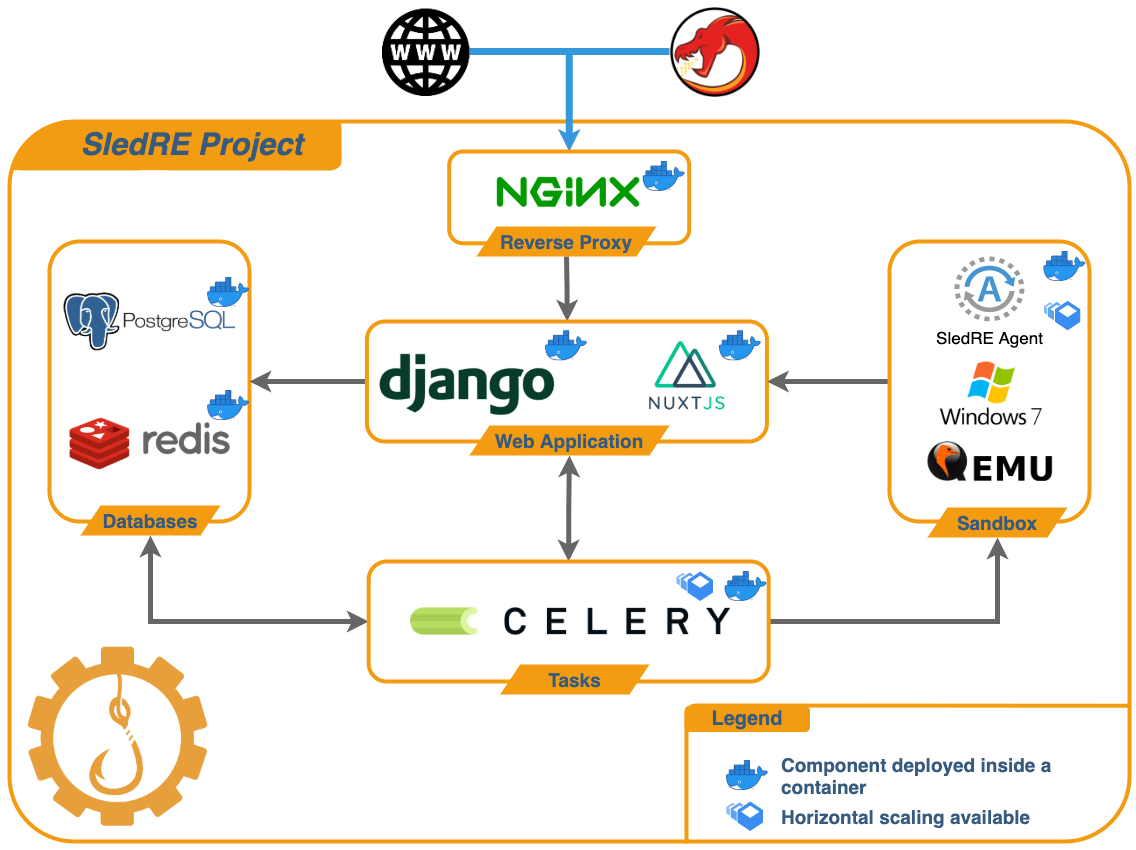 WWW
SledRE Project
NGiNX
Reverse Proxy
PostgreSQL
redis
Databases
django
NUXTJS
Web Application
A
SledRE Agent
Windows 7
QEMU
Sandbox
CELERY
Tasks
Legend
Component deployed inside a
container
Horizontal scaling available